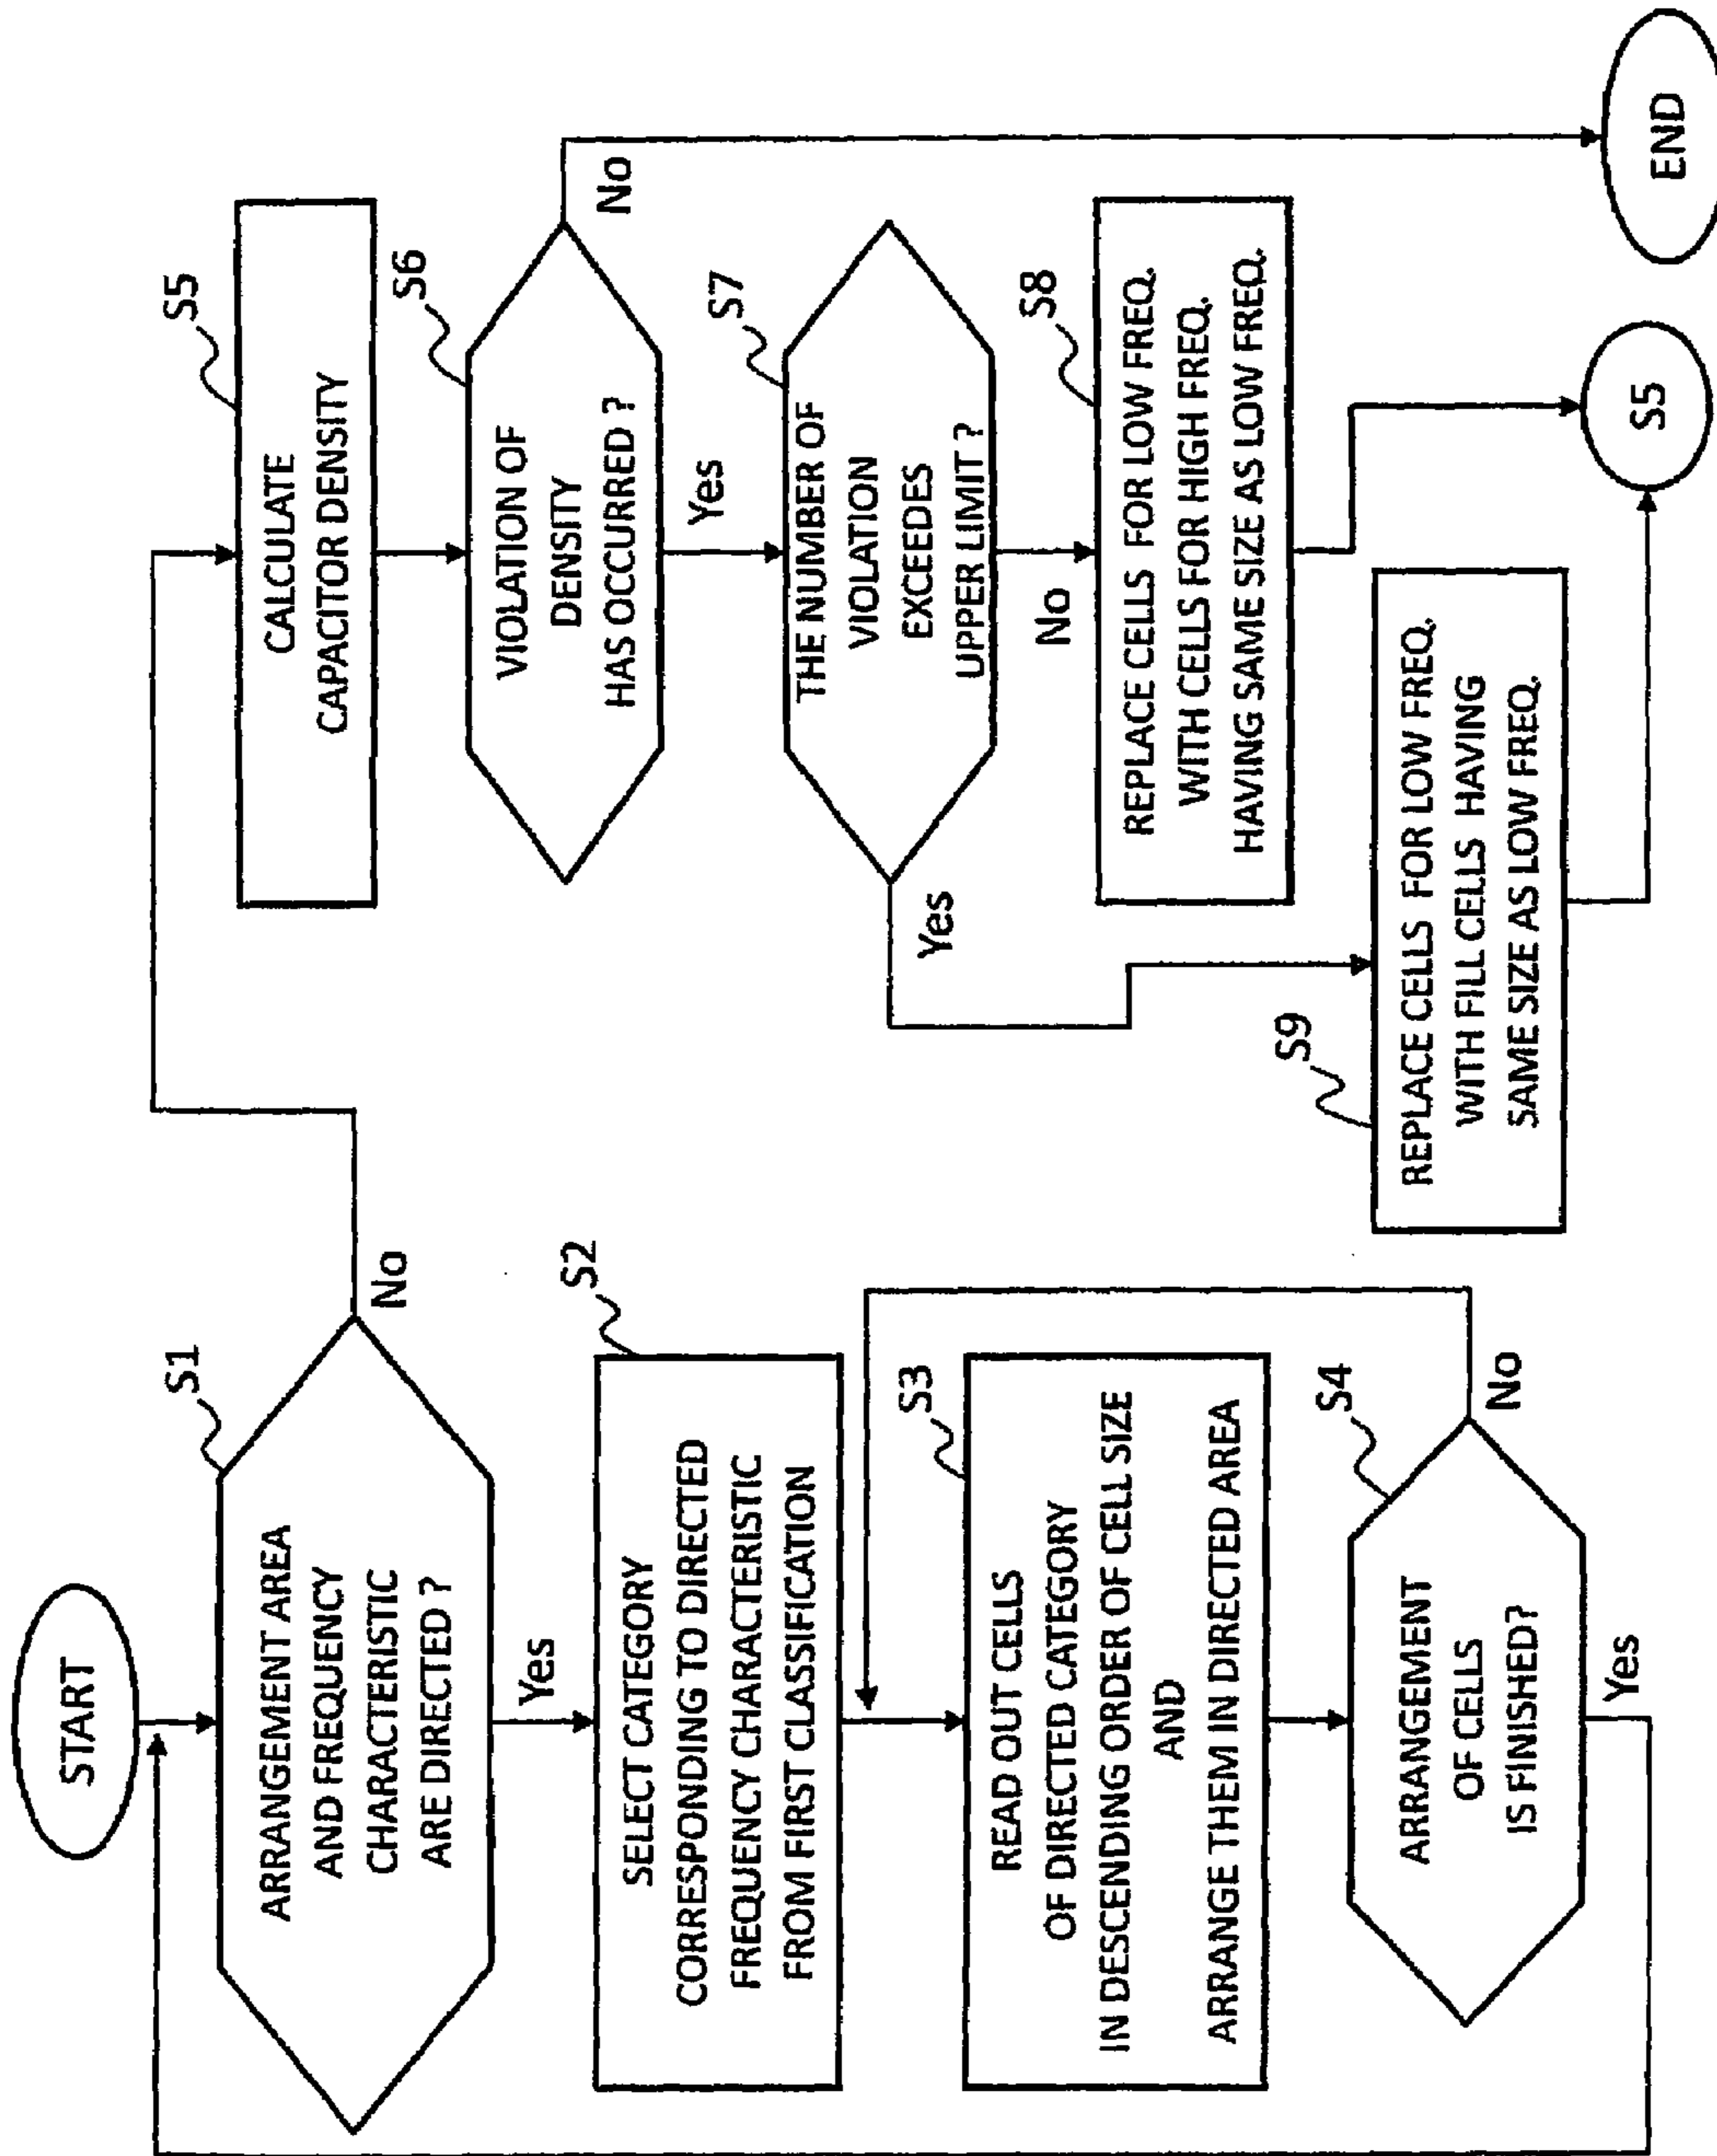 START
S1
ARRANGEMENT AREA
AND FREQUENCY
CHARACTERISTIC
ARE DIRECTED ?
No
Yes
S2
SELECT CATEGORY
CORRESPONDING TO DIRECTED
FREQUENCY CHARACTERISTIC
FROM FIRST CLASSIFICATION
S3
READ OUT CELLS
OF DIRECTED CATEGORY
IN DESCENDING ORDER OF CELL SIZE
AND
ARRANGE THEM IN DIRECTED AREA
S4
ARRANGEMENT
OF CELLS
IS FINISHED?
No
Yes
S5
CALCULATE
CAPACITOR DENSITY
S6
VIOLATION OF
DENSITY
HAS OCCURRED ?
No
Yes
S7
THE NUMBER OF
VIOLATION
EXCEEDES
UPPER LIMIT ?
Yes
No
S8
REPLACE CELLS FOR LOW FREQ.
WITH CELLS FOR HIGH FREQ.
HAVING SAME SIZE AS LOW FREQ.
S9
REPLACE CELLS FOR LOW FREQ.
WITH FILL CELLS HAVING
SAME SIZE AS LOW FREQ.
S5
END